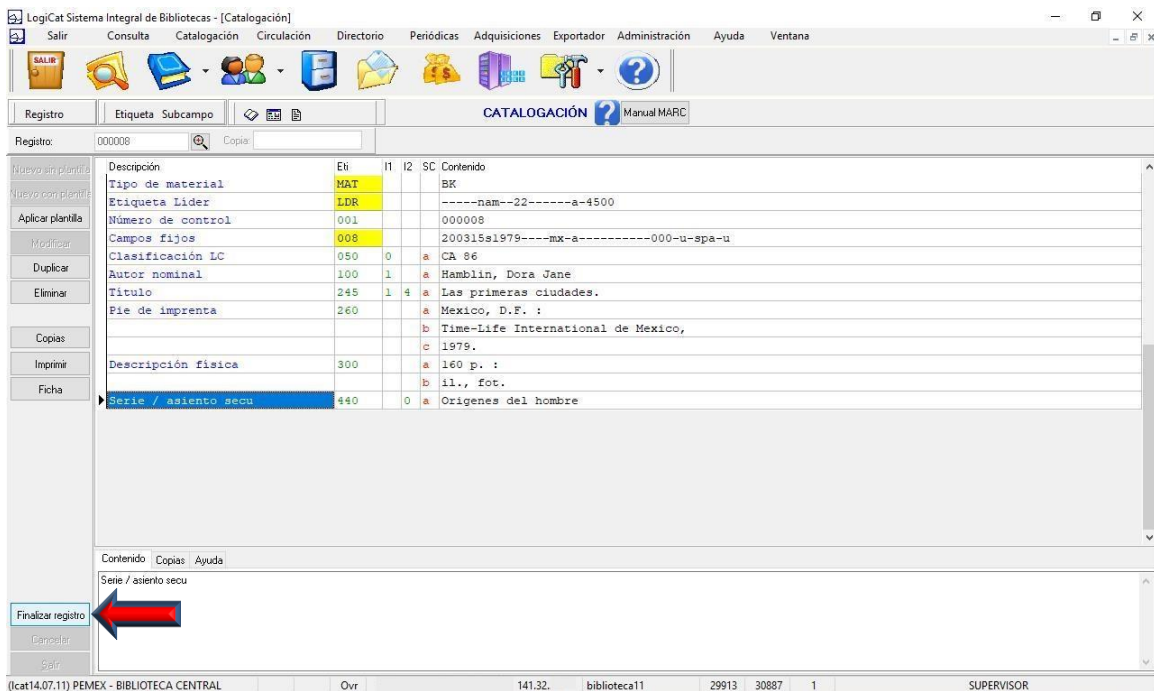 LogiCat Sistema Integral de Bibliotecas - [Catalogación]
Salir Consulta Catalogación Circulación Directorio Periódicas Adquisiciones Exportador Administración Ayuda Ventana
SALIR
Registro Etiqueta Subcampo CATALOGACIÓN ? Manual MARC
Registro: 000008 Copia:
Nuevo sin plantilla
Nuevo con plantilla
Aplicar plantilla
Modificar
Duplicar
Eliminar
Copias
Imprimir
Ficha
Descripción Eti I1 I2 SC Contenido
Tipo de material MAT BK
Etiqueta Líder LDR -----nam--22------a-4500
Número de control 001 000008
Campos fijos 008 200315s1979----mx-a----------000-u-spa-u
Clasificación LC 050 0 a CA 86
Autor nominal 100 1 a Hamblin, Dora Jane
Título 245 1 4 a Las primeras ciudades.
Pie de imprenta 260 a Mexico, D.F. :
b Time-Life International de Mexico,
c 1979.
Descripción física 300 a 160 p. :
b il., fot.
Serie / asiento secu 440 0 a Origenes del hombre
Contenido Copias Ayuda
Serie / asiento secu
Finalizar registro
Cancelar
Salir
(lcat14.07.11) PEMEX - BIBLIOTECA CENTRAL Ovr 141.32. biblioteca11 29913 30887 1 SUPERVISOR